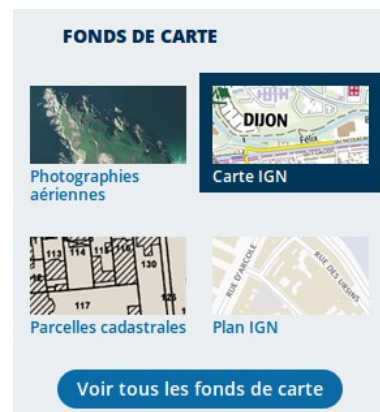 FONDS DE CARTE
DIJON
Félix
Photographies
aériennes
Carte IGN
113
114
115
130
117
RUE D'ARCOLE
RUE DES URSINS
Parcelles cadastrales
Plan IGN
Voir tous les fonds de carte